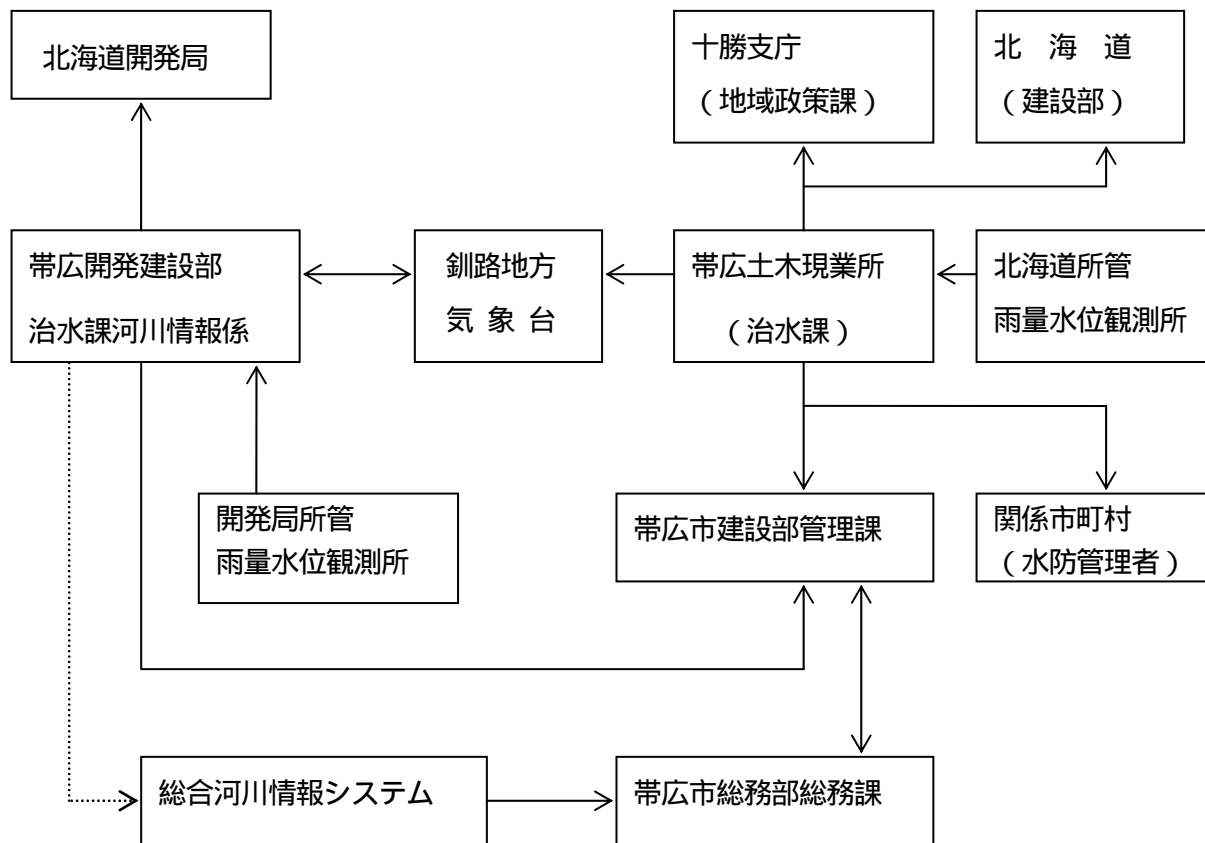 北海道開発局
十勝支庁
（地域政策課）
北　海　道
（建設部）
帯広開発建設部
治水課河川情報係
釧路地方
気 象 台
帯広土木現業所
（治水課）
北海道所管
雨量水位観測所
開発局所管
雨量水位観測所
帯広市建設部管理課
関係市町村
（水防管理者）
総合河川情報システム
帯広市総務部総務課